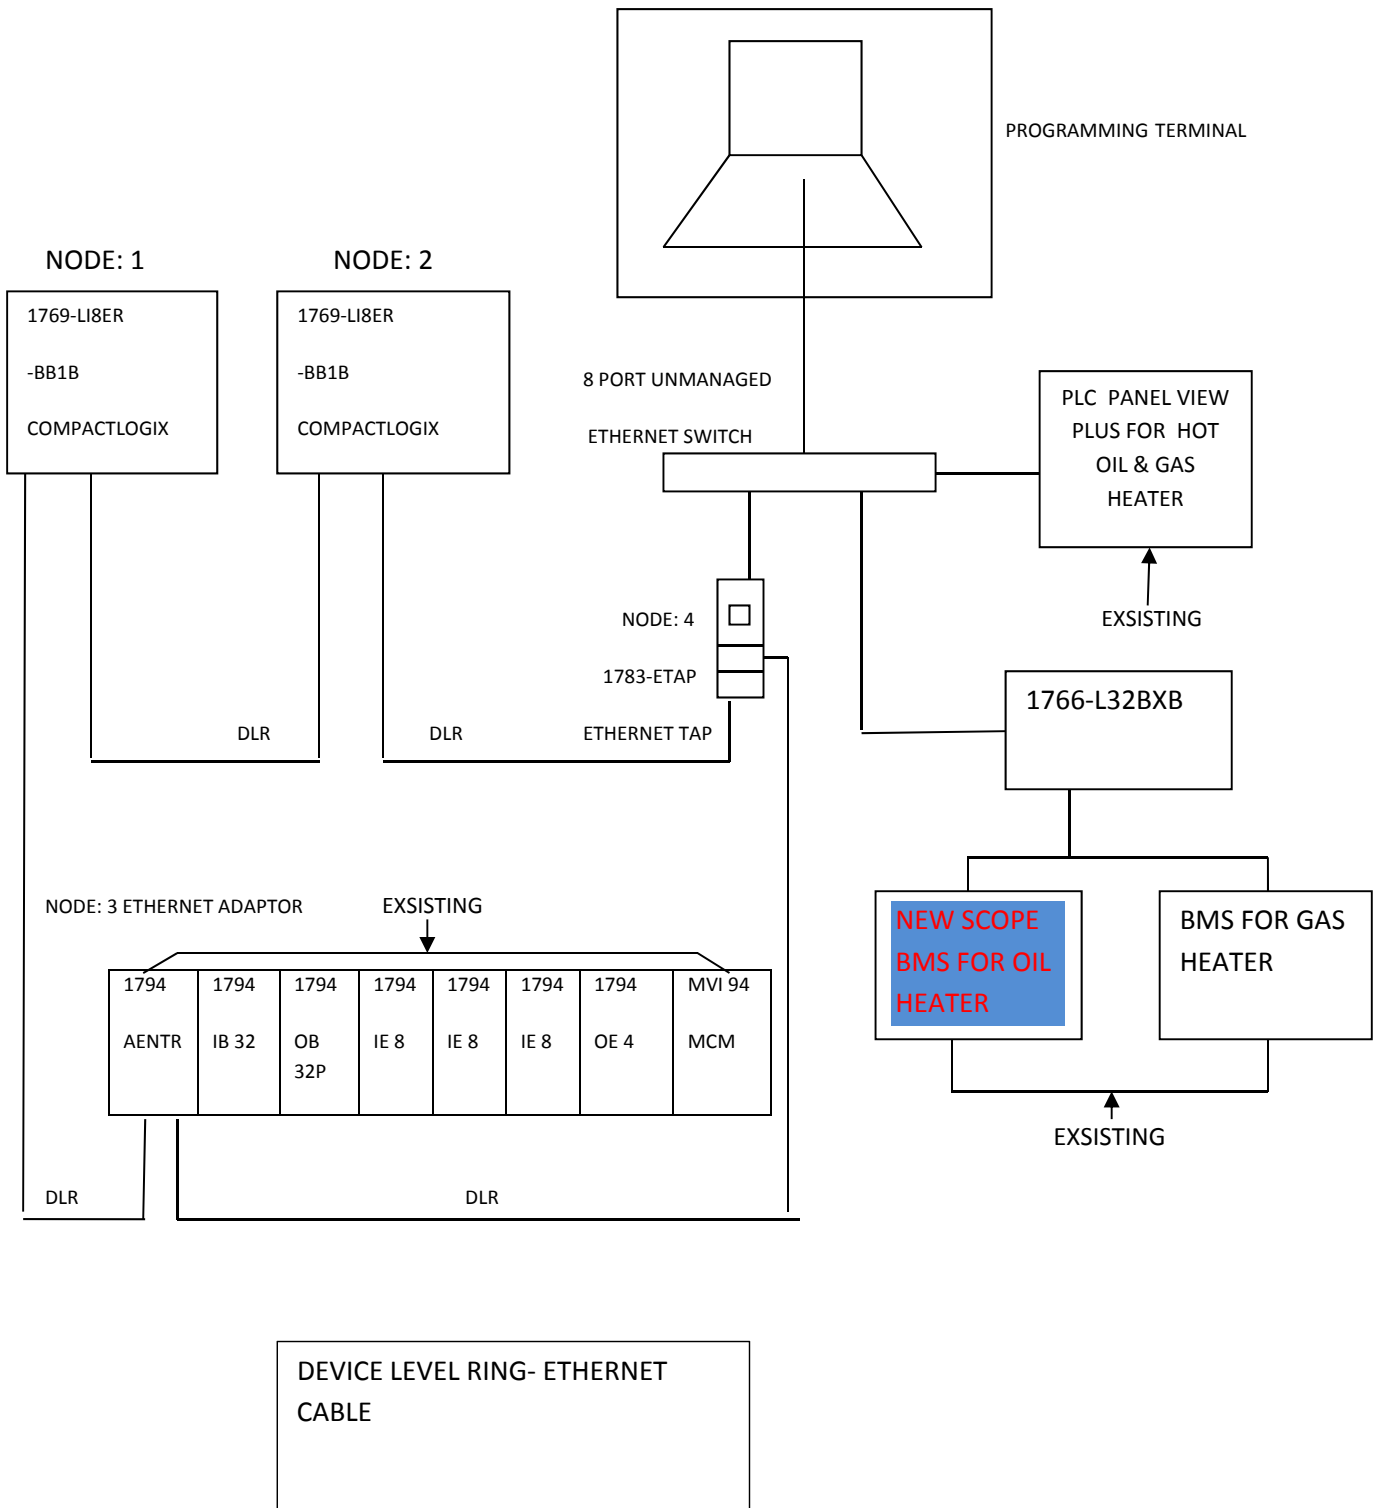 PROGRAMMING TERMINAL
NODE: 1
NODE: 2
1769-LI8ER
-BB1B
COMPACTLOGIX
1769-LI8ER
-BB1B
COMPACTLOGIX
8 PORT UNMANAGED
ETHERNET SWITCH
PLC PANEL VIEW
PLUS FOR HOT
OIL & GAS
HEATER
EXSISTING
NODE: 4
1783-ETAP
ETHERNET TAP
DLR
DLR
1766-L32BXB
NODE: 3 ETHERNET ADAPTOR
EXSISTING
1794
AENTR
1794
IB 32
1794
OB
32P
1794
IE 8
1794
IE 8
1794
IE 8
1794
OE 4
MVI 94
MCM
NEW SCOPE
BMS FOR OIL
HEATER
BMS FOR GAS
HEATER
EXSISTING
DLR
DLR
DEVICE LEVEL RING- ETHERNET
CABLE